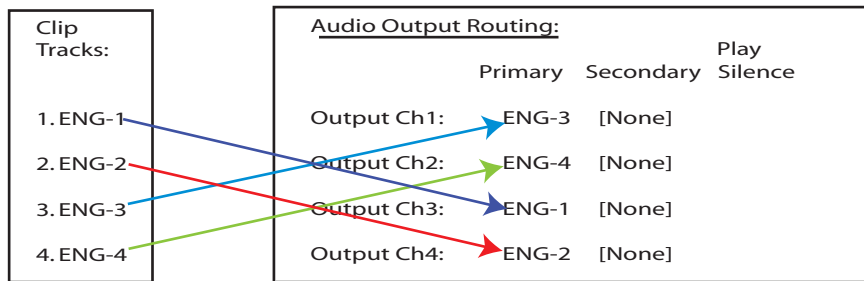 Clip
Tracks:
1. ENG-1
2. ENG-2
3. ENG-3
4. ENG-4
Audio Output Routing:
Play
Primary Secondary Silence
Output Ch1: ENG-3 [None]
Output Ch2: ENG-4 [None]
Output Ch3: ENG-1 [None]
Output Ch4: ENG-2 [None]